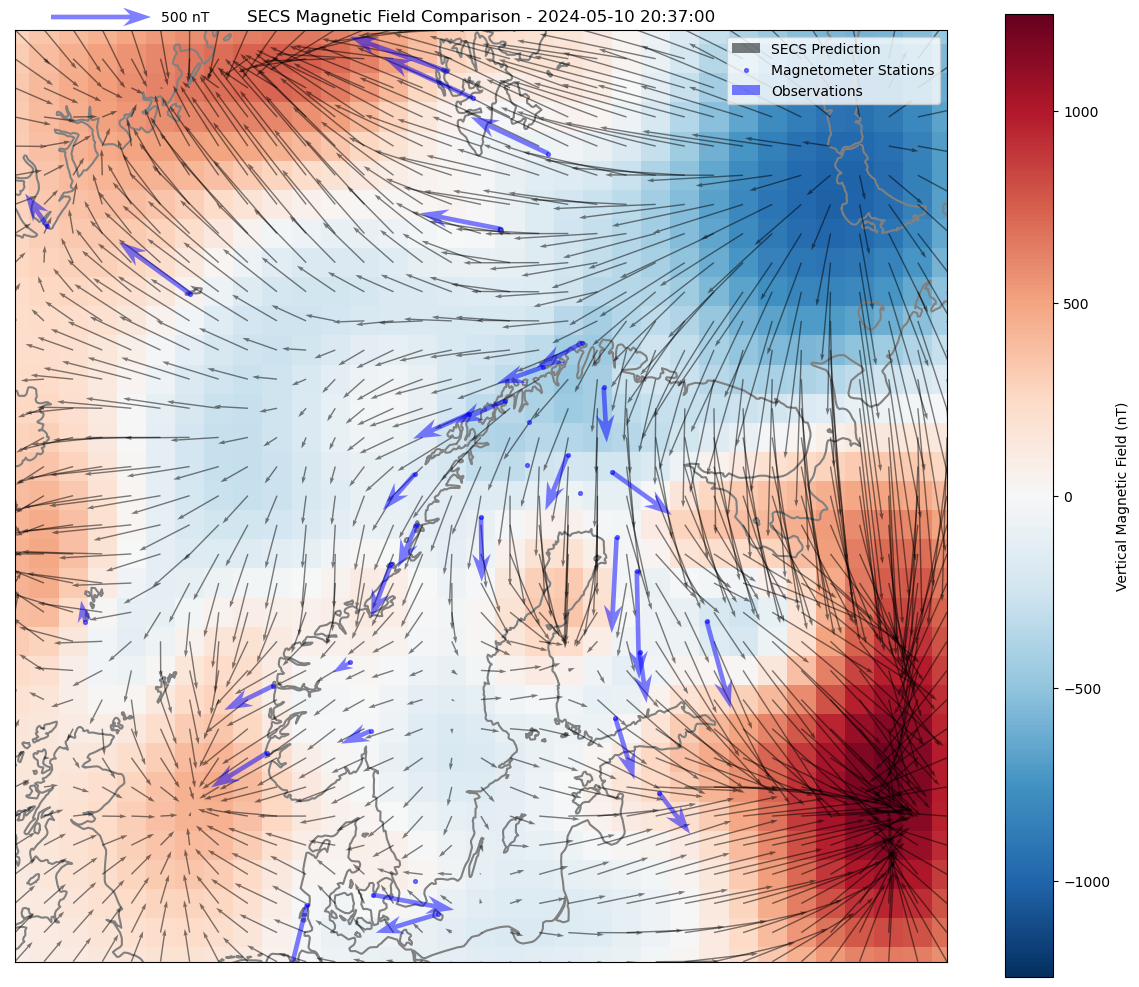 500 nT
SECS Magnetic Field Comparison - 2024-05-10 20:37:00
SECS Prediction
Magnetometer Stations
Observations
1000
500
0
−500
−1000
Vertical Magnetic Field (nT)